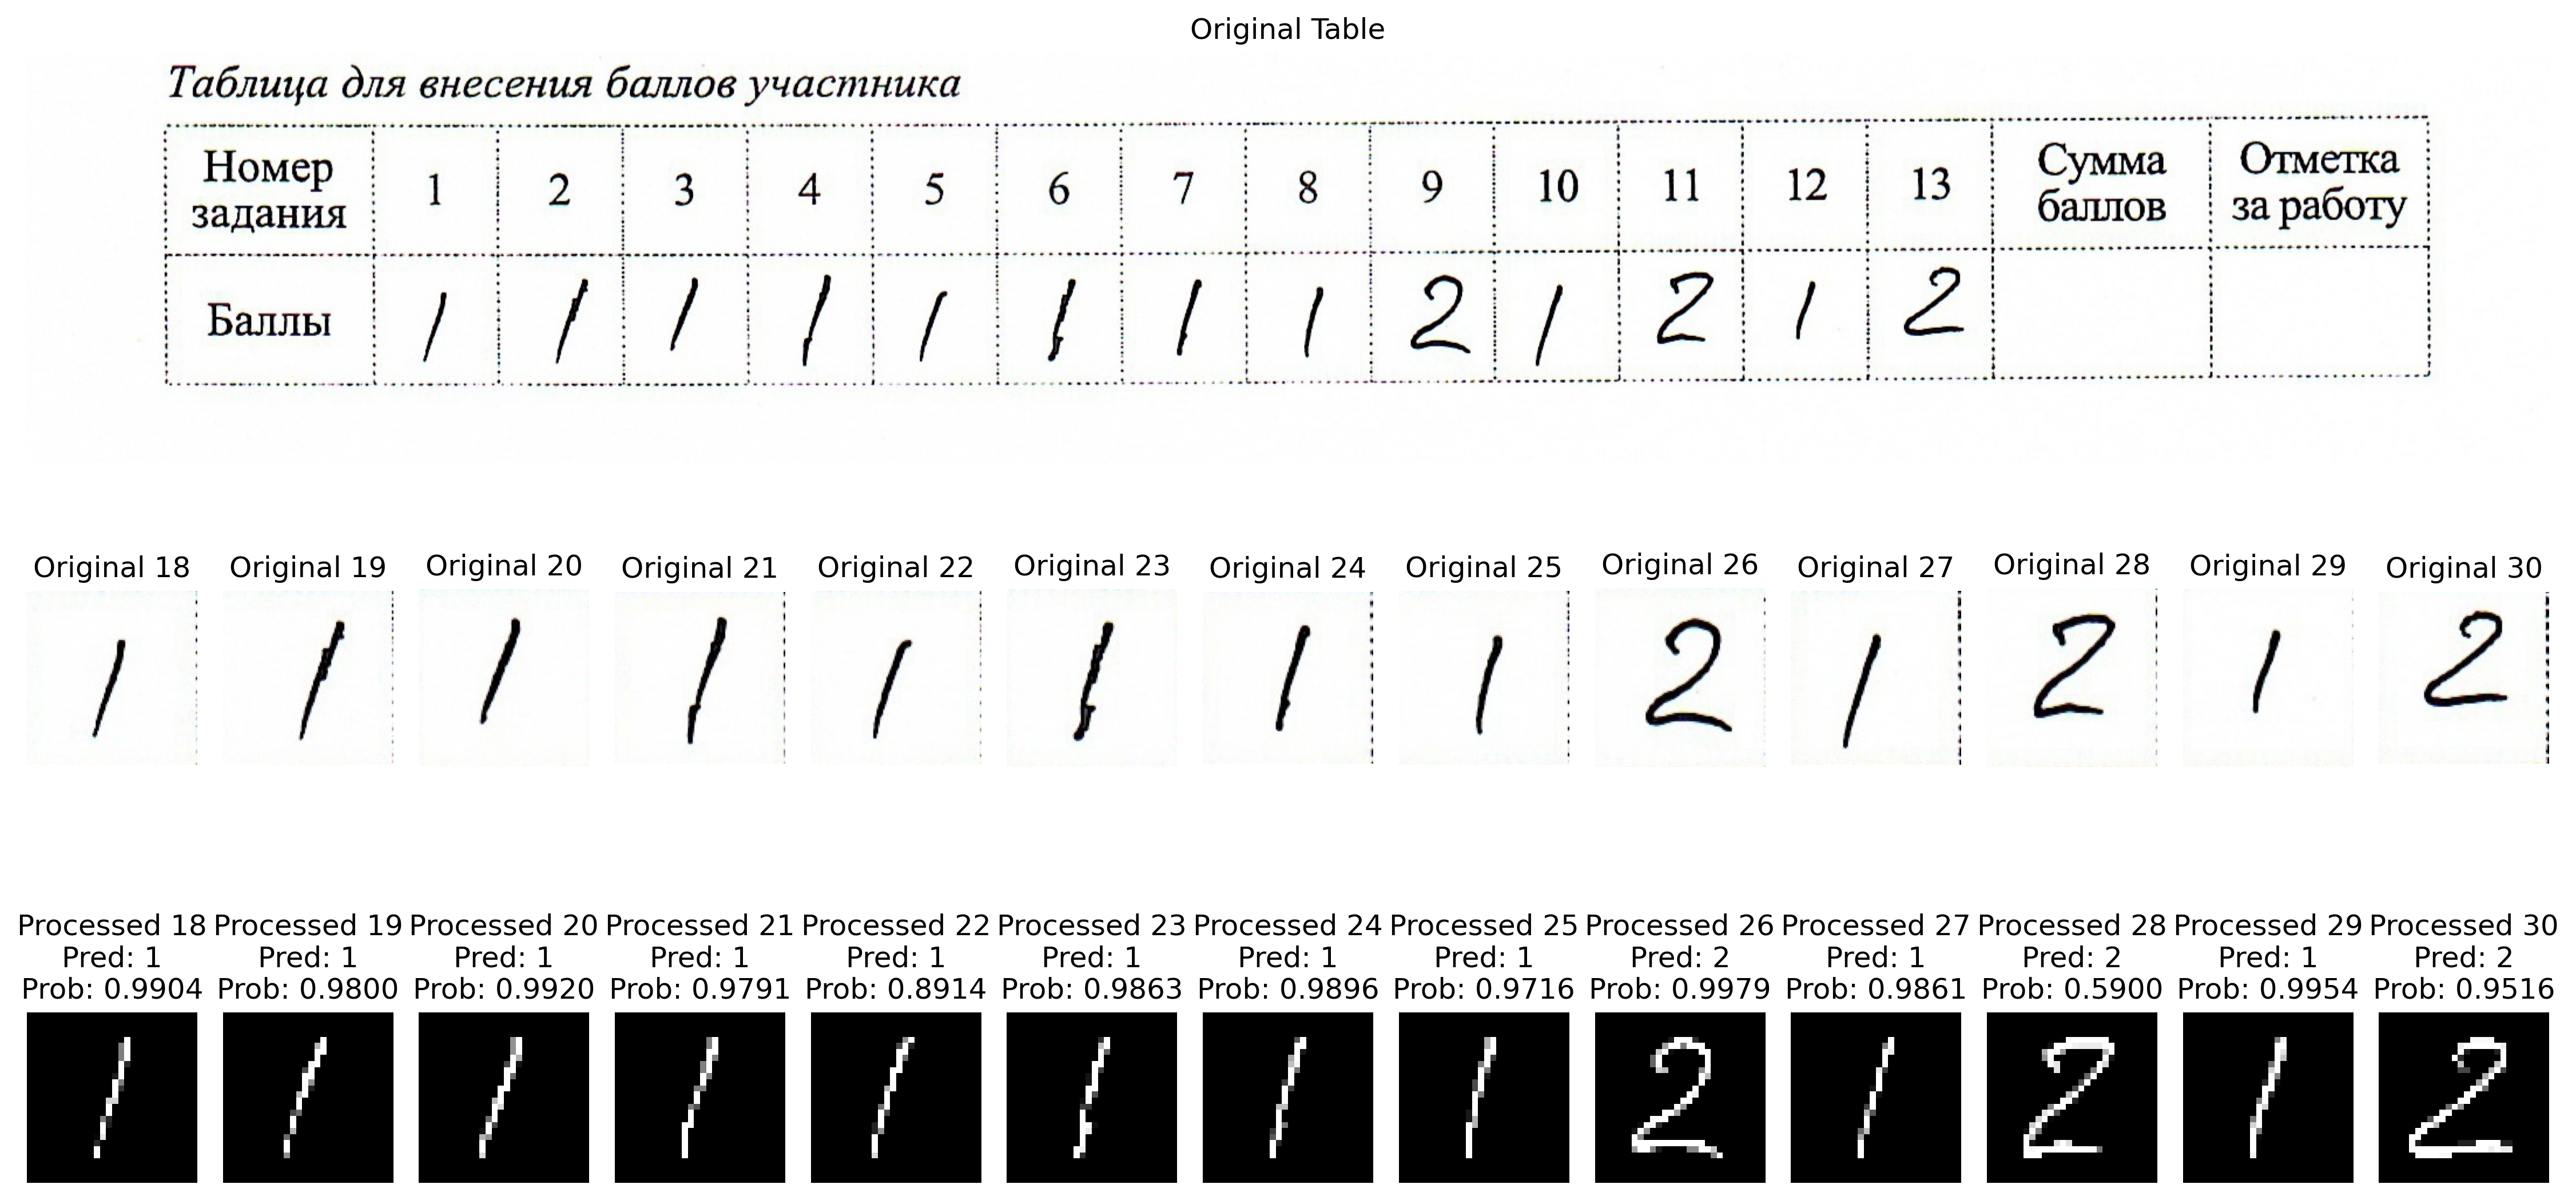 Original Table
Таблица для внесения баллов участника
Номер задания 1 2 3 4 5 6 7 8 9 10 11 12 13 Сумма баллов Отметка за работу
Баллы 1 1 1 1 1 1 1 1 2 1 2 1 2
Original 18 Original 19 Original 20 Original 21 Original 22 Original 23 Original 24 Original 25 Original 26 Original 27 Original 28 Original 29 Original 30
1 1 1 1 1 1 1 1 2 1 2 1 2
Processed 18 Processed 19 Processed 20 Processed 21 Processed 22 Processed 23 Processed 24 Processed 25 Processed 26 Processed 27 Processed 28 Processed 29 Processed 30
Pred: 1 Pred: 1 Pred: 1 Pred: 1 Pred: 1 Pred: 1 Pred: 1 Pred: 1 Pred: 2 Pred: 1 Pred: 2 Pred: 1 Pred: 2
Prob: 0.9904 Prob: 0.9800 Prob: 0.9920 Prob: 0.9791 Prob: 0.8914 Prob: 0.9863 Prob: 0.9896 Prob: 0.9716 Prob: 0.9979 Prob: 0.9861 Prob: 0.5900 Prob: 0.9954 Prob: 0.9516
1 1 1 1 1 1 1 1 2 1 2 1 2